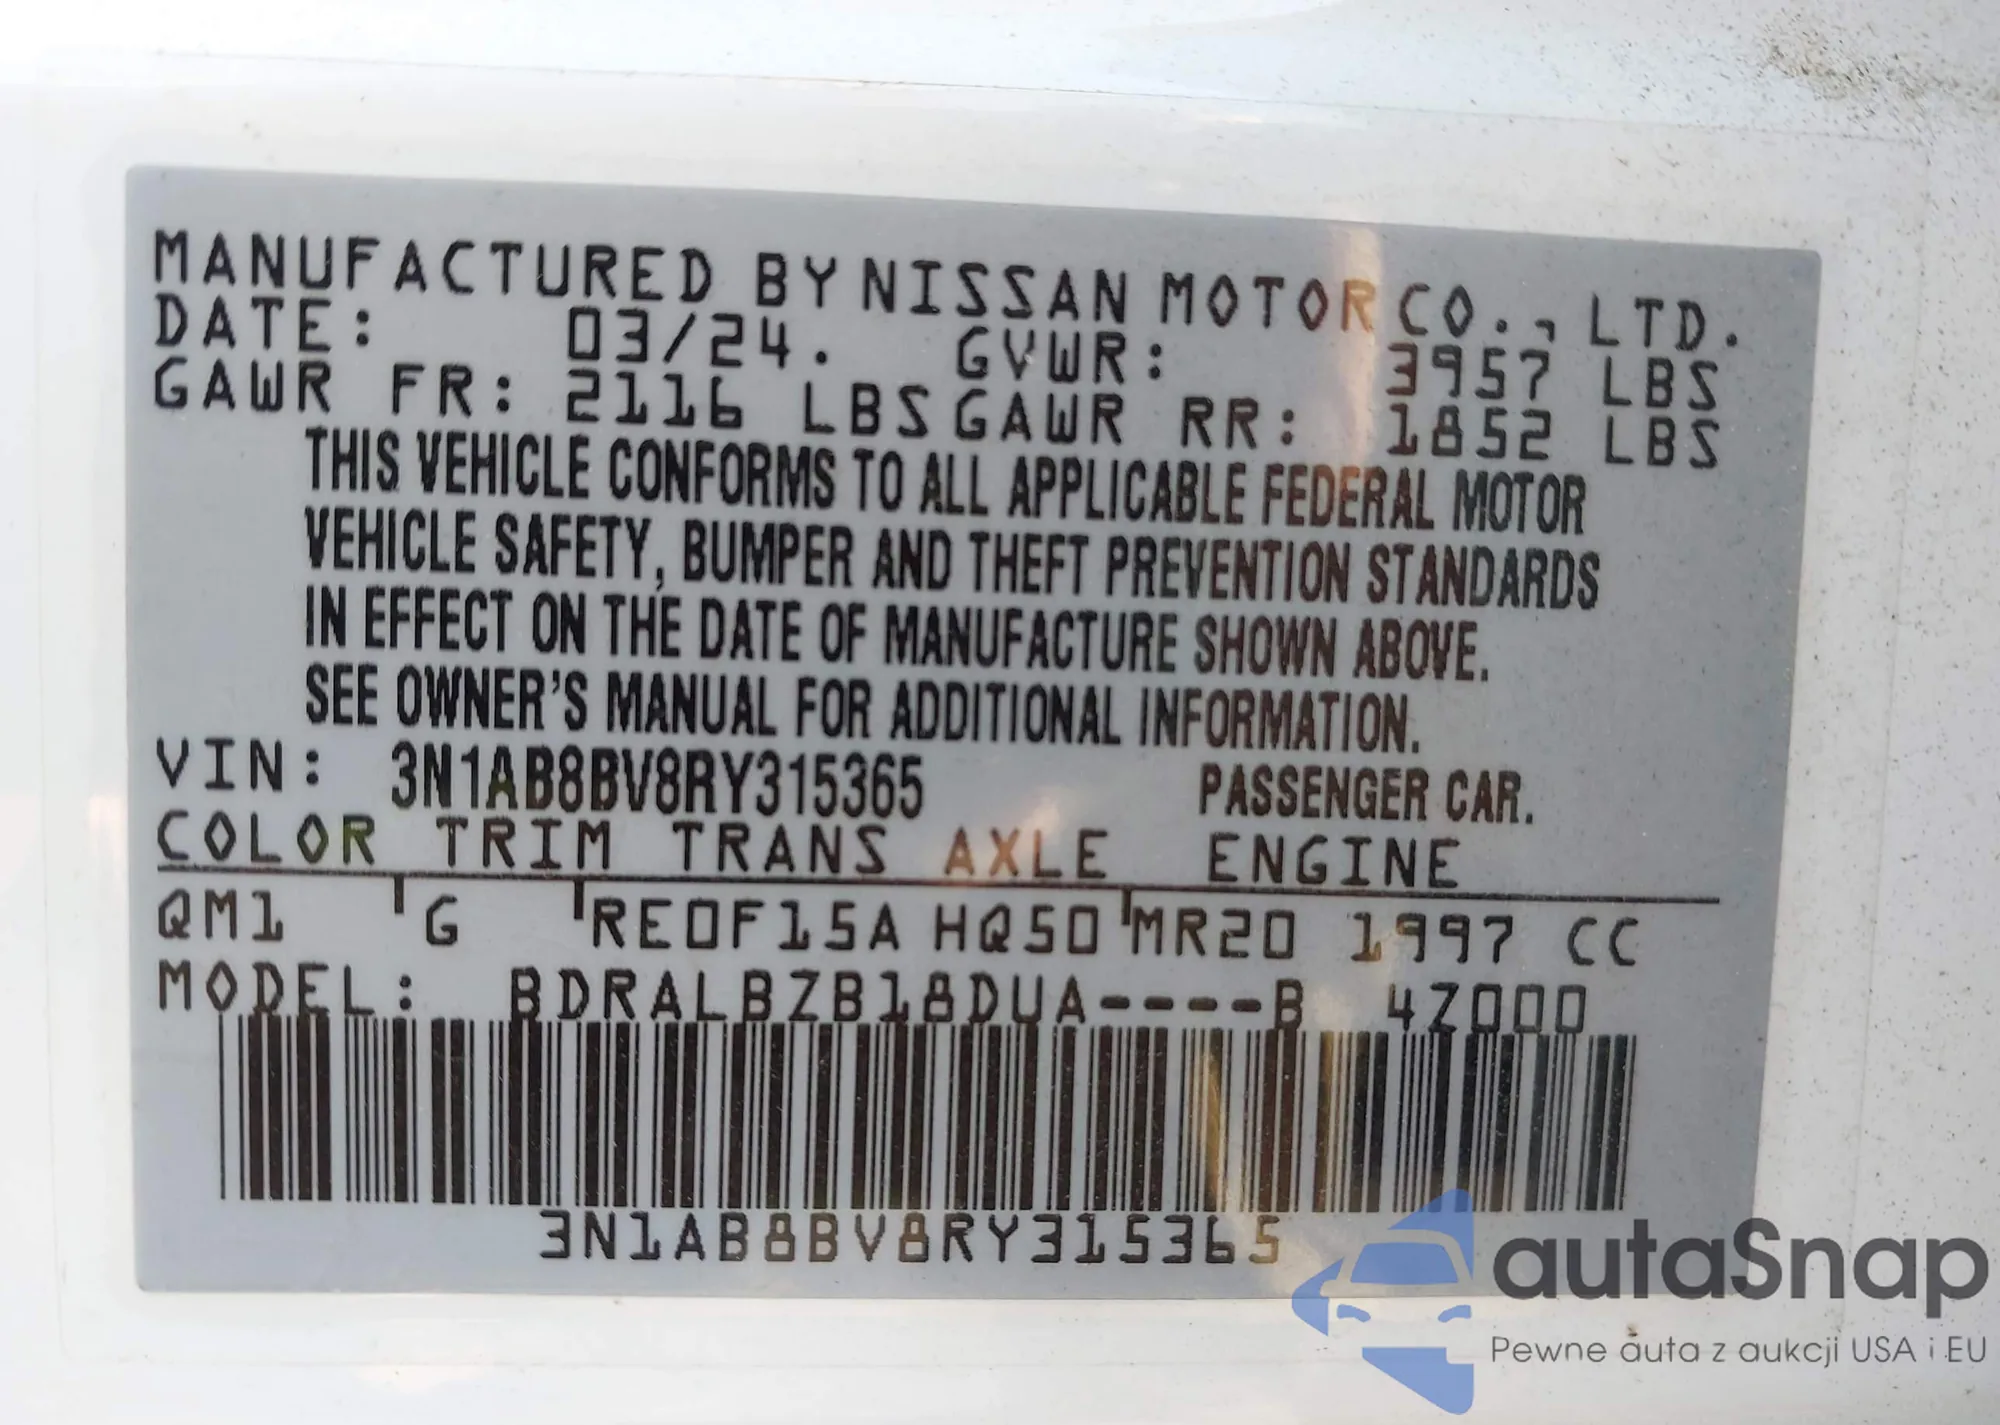 MANUFACTURED BY NISSAN MOTOR CO., LTD.
DATE: 03/24. GVWR: 3957 LBS
GAWR FR: 2116 LBS GAWR RR: 1852 LBS
THIS VEHICLE CONFORMS TO ALL APPLICABLE FEDERAL MOTOR
VEHICLE SAFETY, BUMPER AND THEFT PREVENTION STANDARDS
IN EFFECT ON THE DATE OF MANUFACTURE SHOWN ABOVE.
SEE OWNER'S MANUAL FOR ADDITIONAL INFORMATION.
VIN: 3N1AB8BV8RY315365 PASSENGER CAR.
COLOR TRIM TRANS AXLE ENGINE
QM1 G RE0F15A HQ50 MR20 1997 CC
MODEL: BDRALBZB18DUA----B 4Z000
3N1AB8BV8RY315365
autaSnap
Pewne auta z aukcji USA i EU